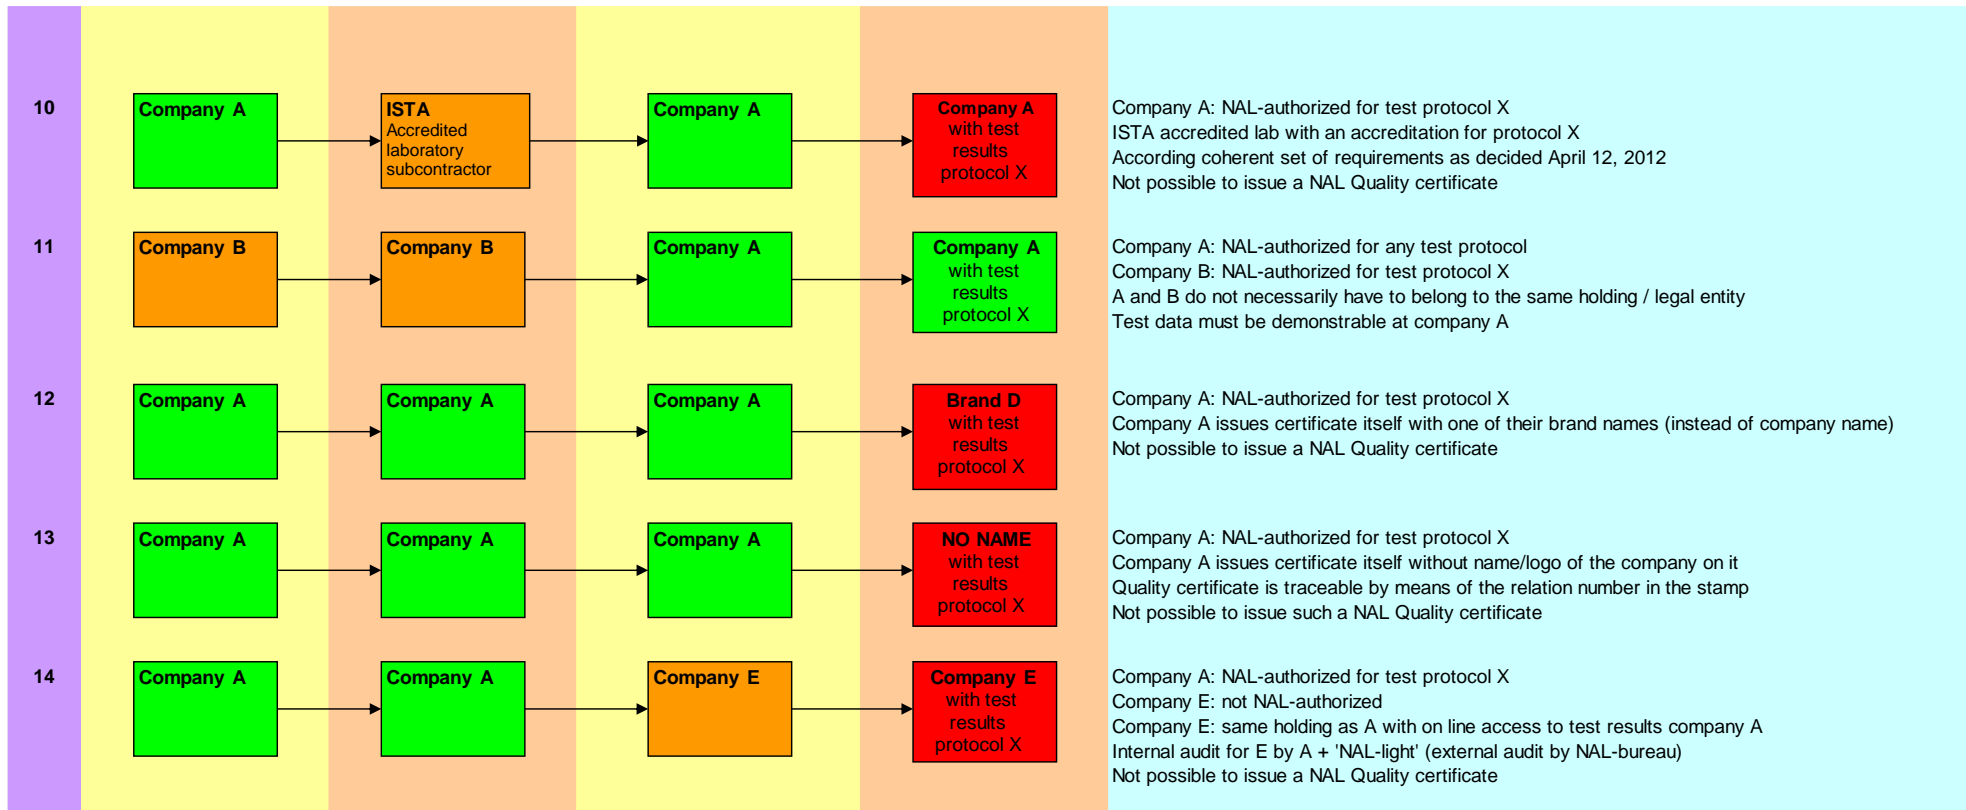 10
Company A
ISTA
Accredited
laboratory
subcontractor
Company A
Company A
with test
results
protocol X
Company A: NAL-authorized for test protocol X
ISTA accredited lab with an accreditation for protocol X
According coherent set of requirements as decided April 12, 2012
Not possible to issue a NAL Quality certificate
11
Company B
Company B
Company A
Company A
with test
results
protocol X
Company A: NAL-authorized for any test protocol
Company B: NAL-authorized for test protocol X
A and B do not necessarily have to belong to the same holding / legal entity
Test data must be demonstrable at company A
12
Company A
Company A
Company A
Brand D
with test
results
protocol X
Company A: NAL-authorized for test protocol X
Company A issues certificate itself with one of their brand names (instead of company name)
Not possible to issue a NAL Quality certificate
13
Company A
Company A
Company A
NO NAME
with test
results
protocol X
Company A: NAL-authorized for test protocol X
Company A issues certificate itself without name/logo of the company on it
Quality certificate is traceable by means of the relation number in the stamp
Not possible to issue such a NAL Quality certificate
14
Company A
Company A
Company E
Company E
with test
results
protocol X
Company A: NAL-authorized for test protocol X
Company E: not NAL-authorized
Company E: same holding as A with on line access to test results company A
Internal audit for E by A + 'NAL-light' (external audit by NAL-bureau)
Not possible to issue a NAL Quality certificate